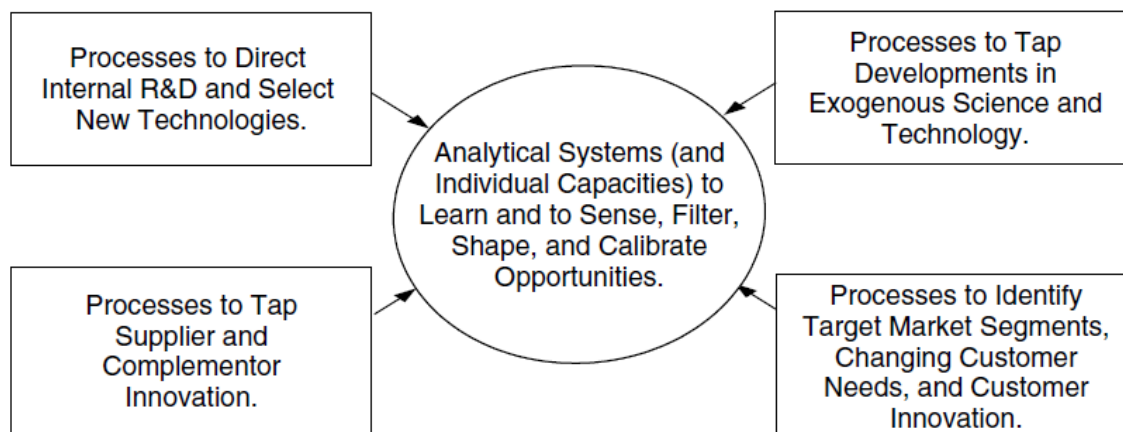 Processes to Direct
Internal R&D and Select
New Technologies.
Processes to Tap
Developments in
Exogenous Science and
Technology.
Analytical Systems (and
Individual Capacities) to
Learn and to Sense, Filter,
Shape, and Calibrate
Opportunities.
Processes to Tap
Supplier and
Complementor
Innovation.
Processes to Identify
Target Market Segments,
Changing Customer
Needs, and Customer
Innovation.